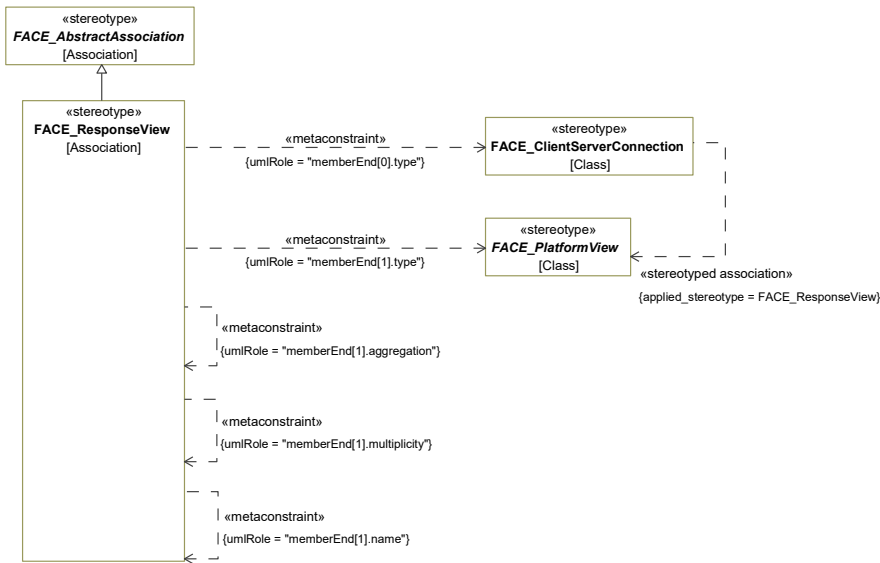 «stereotype»
FACE_AbstractAssociation
[Association]
«stereotype»
FACE_ResponseView
[Association]
«metaconstraint»
{umlRole = "memberEnd[0].type"}
«stereotype»
FACE_ClientServerConnection
[Class]
«metaconstraint»
{umlRole = "memberEnd[1].type"}
«stereotype»
FACE_PlatformView
[Class]
«stereotyped association»
{applied_stereotype = FACE_ResponseView}
«metaconstraint»
{umlRole = "memberEnd[1].aggregation"}
«metaconstraint»
{umlRole = "memberEnd[1].multiplicity"}
«metaconstraint»
{umlRole = "memberEnd[1].name"}